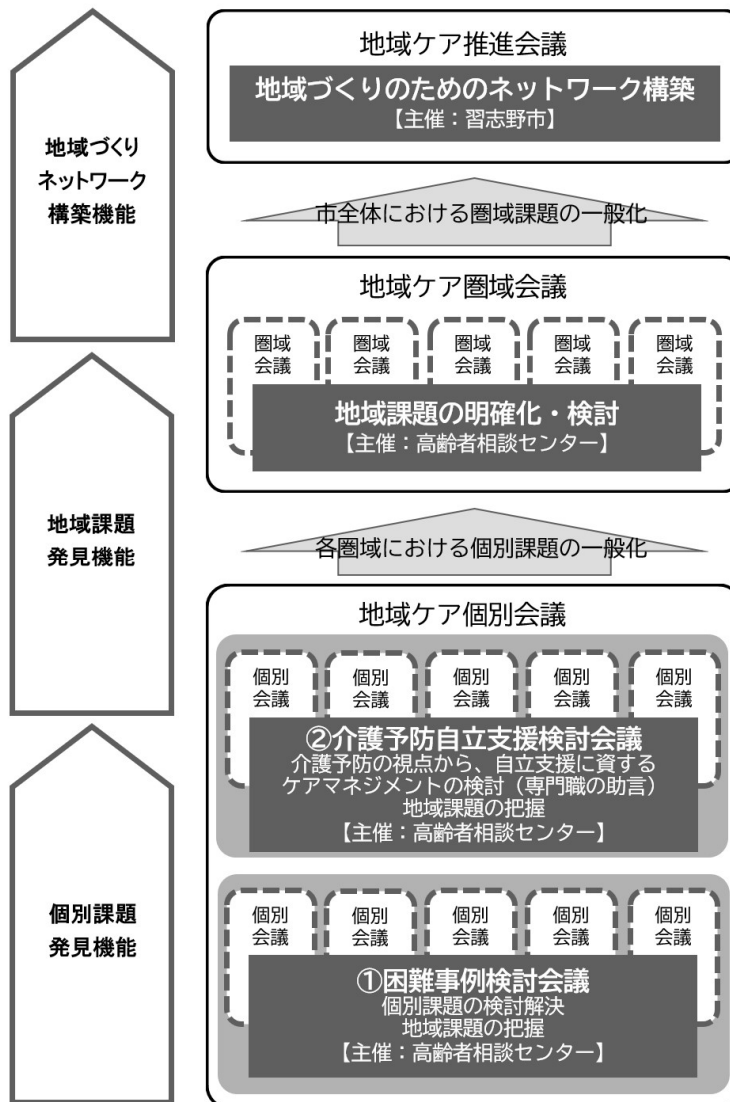 地域づくり
ネットワーク
構築機能
地域ケア推進会議
地域づくりのためのネットワーク構築
【主催：習志野市】
市全体における圏域課題の一般化
地域ケア圏域会議
圏域 圏域 圏域 圏域 圏域
会議 会議 会議 会議 会議
地域課題の明確化・検討
【主催：高齢者相談センター】
地域課題
発見機能
各圏域における個別課題の一般化
地域ケア個別会議
個別 個別 個別 個別 個別
会議 会議 会議 会議 会議
②介護予防自立支援検討会議
介護予防の視点から、自立支援に資する
ケアマネジメントの検討（専門職の助言）
地域課題の把握
【主催：高齢者相談センター】
個別課題
発見機能
個別 個別 個別 個別 個別
会議 会議 会議 会議 会議
①困難事例検討会議
個別課題の検討解決
地域課題の把握
【主催：高齢者相談センター】